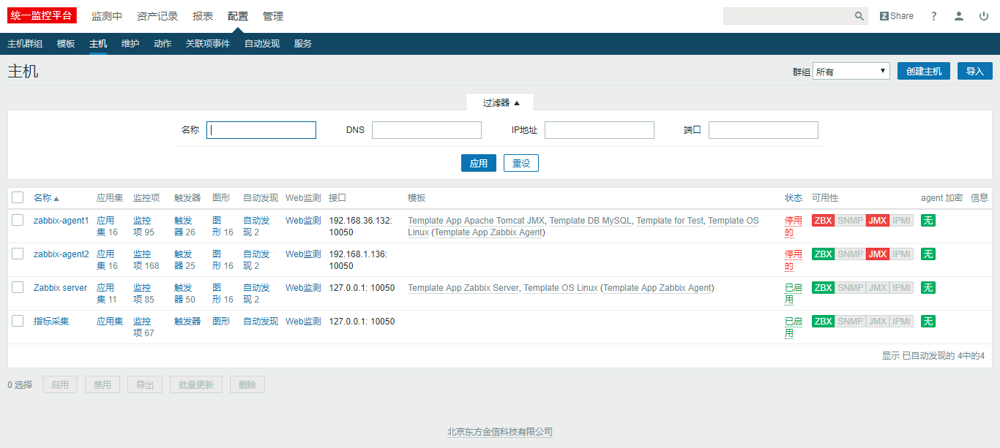 统一监控平台 监测中 资产记录 报表 配置 管理 Z Share ?
主机群组 模板 主机 维护 动作 关联项事件 自动发现 服务
主机 群组 所有 创建主机 导入
过滤器
名称 DNS IP地址 端口
应用 重设
名称 应用集 监控项 触发器 图形 自动发现 Web监测 接口 模板 状态 可用性 agent 加密 信息
zabbix-agent1 应用 监控 触发 图 自动发 Web监测 192.168.36.132: Template App Apache Tomcat JMX, Template DB MySQL, Template for Test, Template OS 停用 ZBX SNMP JMX IPMI 无
集 16 项 95 器 26 形 16 现 2 10050 Linux (Template App Zabbix Agent) 的
zabbix-agent2 应用 监控 触发 图 自动发 Web监测 192.168.1.136: 停用 ZBX SNMP JMX IPMI 无
集 16 项 168 器 25 形 16 现 2 10050 的
Zabbix server 应用 监控 触发 图 自动发 Web监测 127.0.0.1: 10050 Template App Zabbix Server, Template OS Linux (Template App Zabbix Agent) 已启 ZBX SNMP JMX IPMI 无
集 11 项 85 器 50 形 16 现 2 用
指标采集 应用集 监控 触发器 图形 自动发现 Web监测 127.0.0.1: 10050 已启 ZBX SNMP JMX IPMI 无
项 67 用
显示 已自动发现的 4中的4
0 选择 启用 禁用 导出 批量更新 删除
北京东方金信科技有限公司